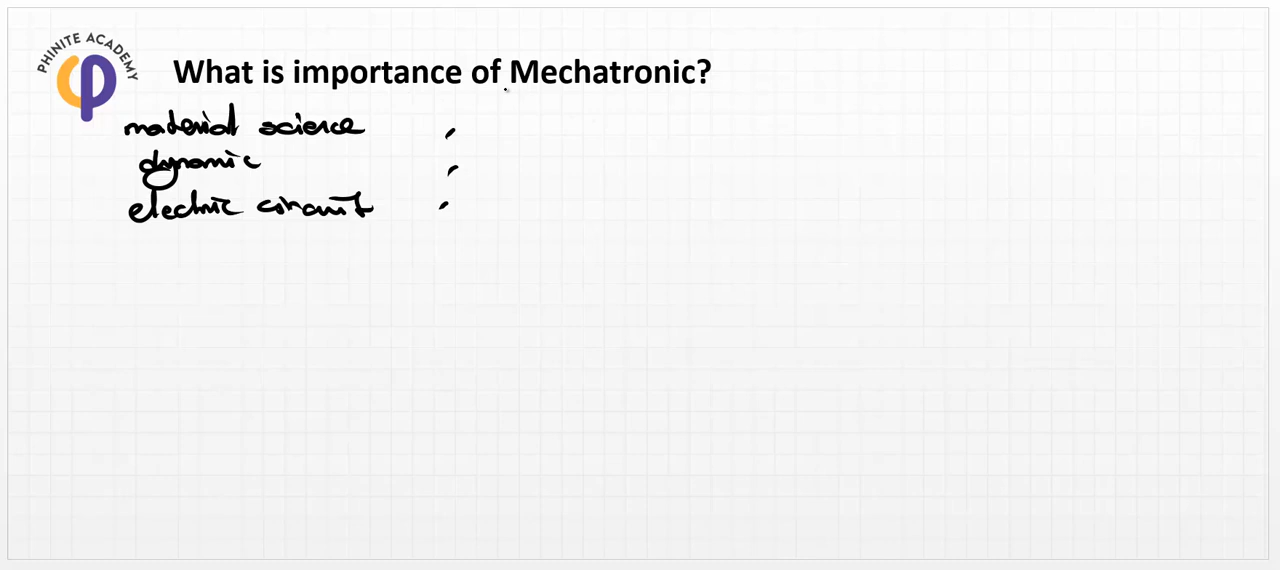 PHINITE ACADEMY
What is importance of Mechatronic?
material science
dynamic
electric circuit